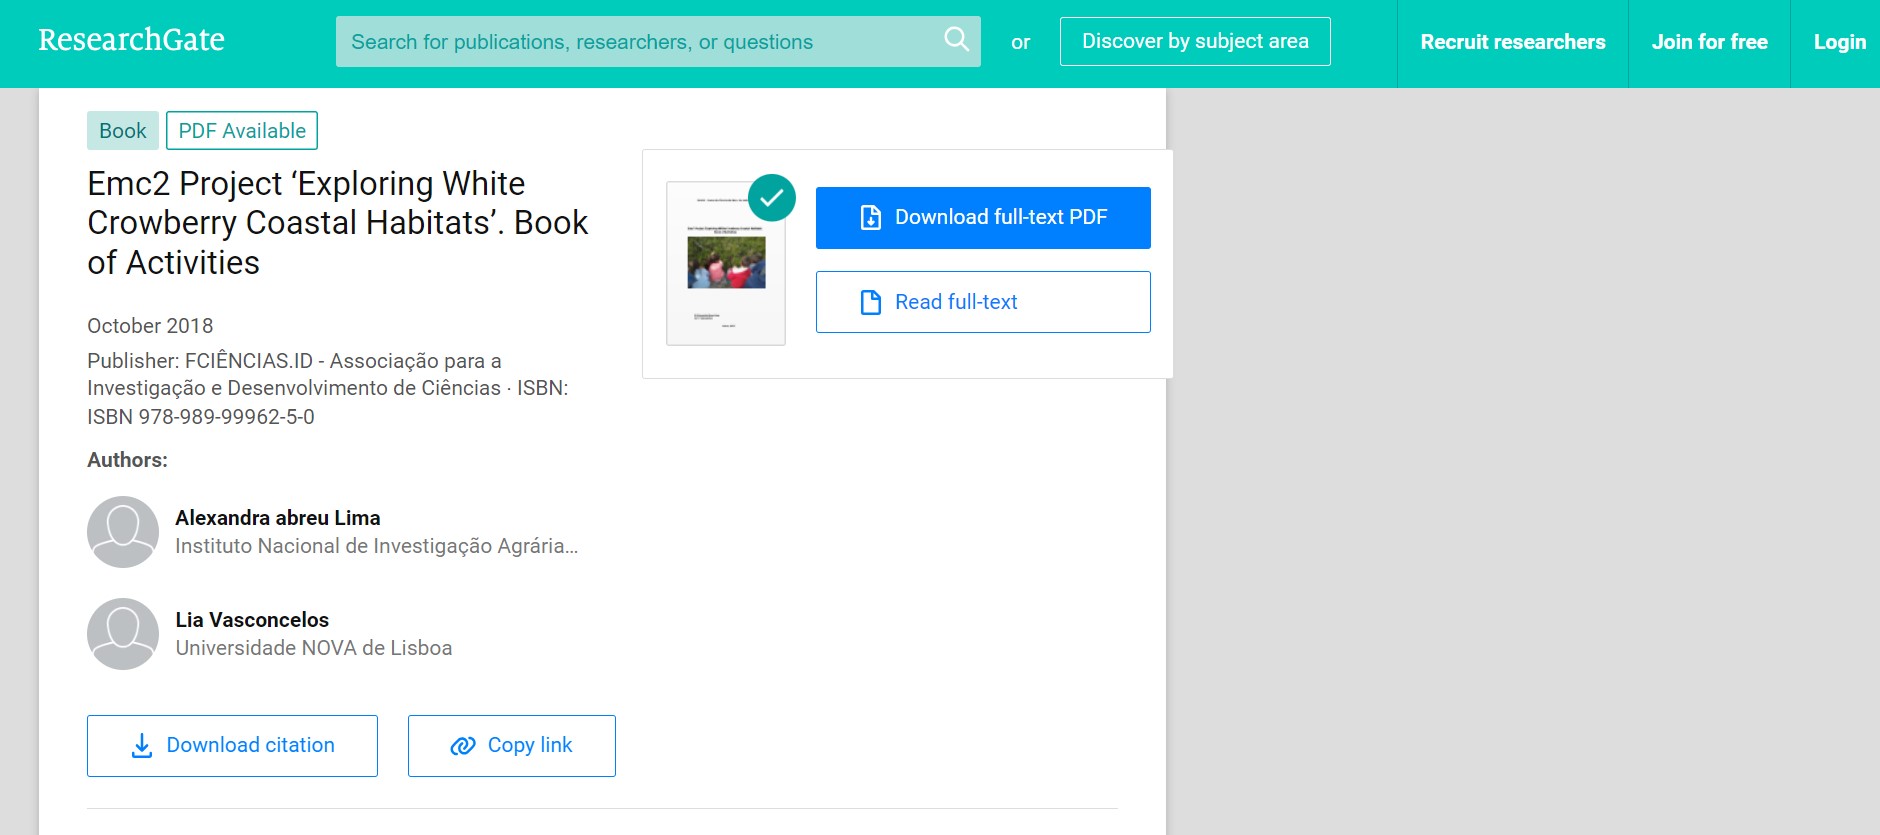 ResearchGate
Search for publications, researchers, or questions
or
Discover by subject area
Recruit researchers
Join for free
Login
Book
PDF Available
Emc2 Project ‘Exploring White
Crowberry Coastal Habitats’. Book
of Activities
October 2018
Publisher: FCIÊNCIAS.ID - Associação para a
Investigação e Desenvolvimento de Ciências · ISBN:
ISBN 978-989-99962-5-0
Authors:
Alexandra abreu Lima
Instituto Nacional de Investigação Agrária...
Lia Vasconcelos
Universidade NOVA de Lisboa
Download citation
Copy link
Download full-text PDF
Read full-text